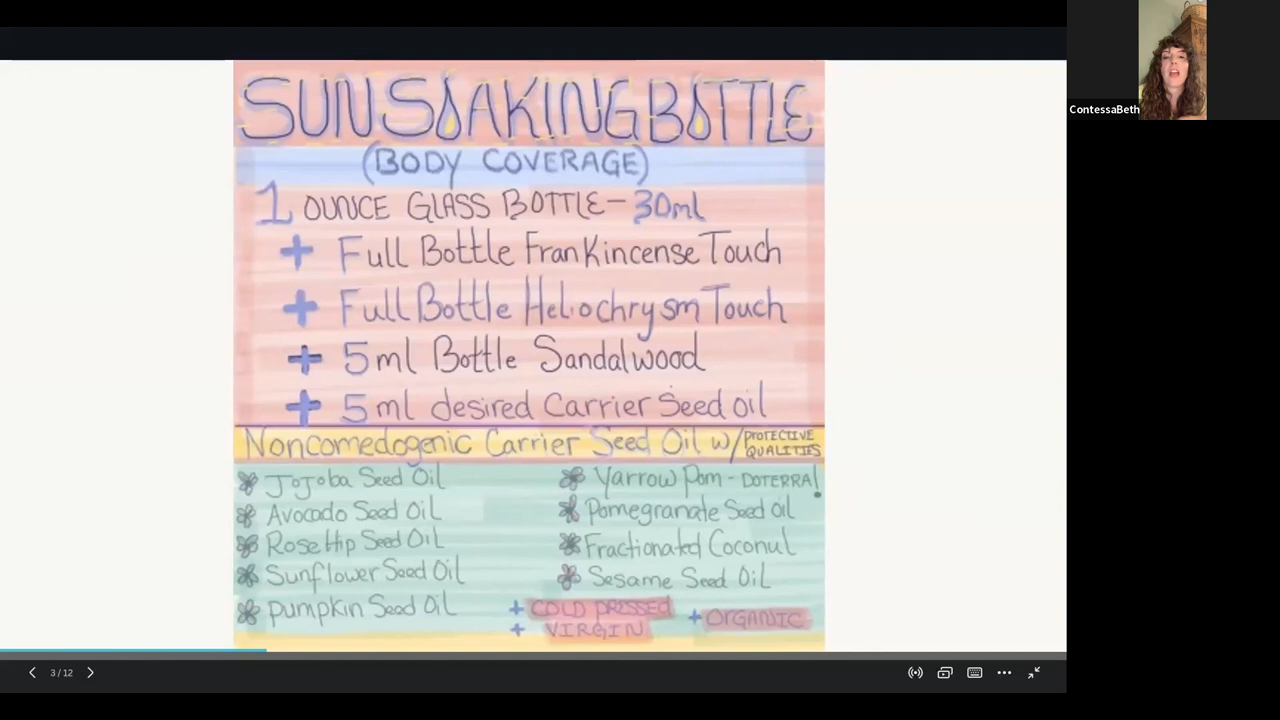 SUN SOAKING BOTTLE
(BODY COVERAGE)
1 OUNCE GLASS BOTTLE - 30ml
+ Full Bottle Frankincense Touch
+ Full Bottle Heliochrysm Touch
+ 5ml Bottle Sandalwood
+ 5ml desired Carrier Seed oil
Noncomedogenic Carrier Seed Oil w/ PROTECTIVE QUALITIES
Jojoba Seed Oil
Avocado Seed Oil
Rose Hip Seed Oil
Sunflower Seed Oil
Pumpkin Seed Oil
Yarrow Pom - DOTERRA!
Pomegranate Seed Oil
Fractionated Coconut
Sesame Seed Oil
+ COLD PRESSED
+ VIRGIN
+ ORGANIC
ContessaBeth
3 / 12